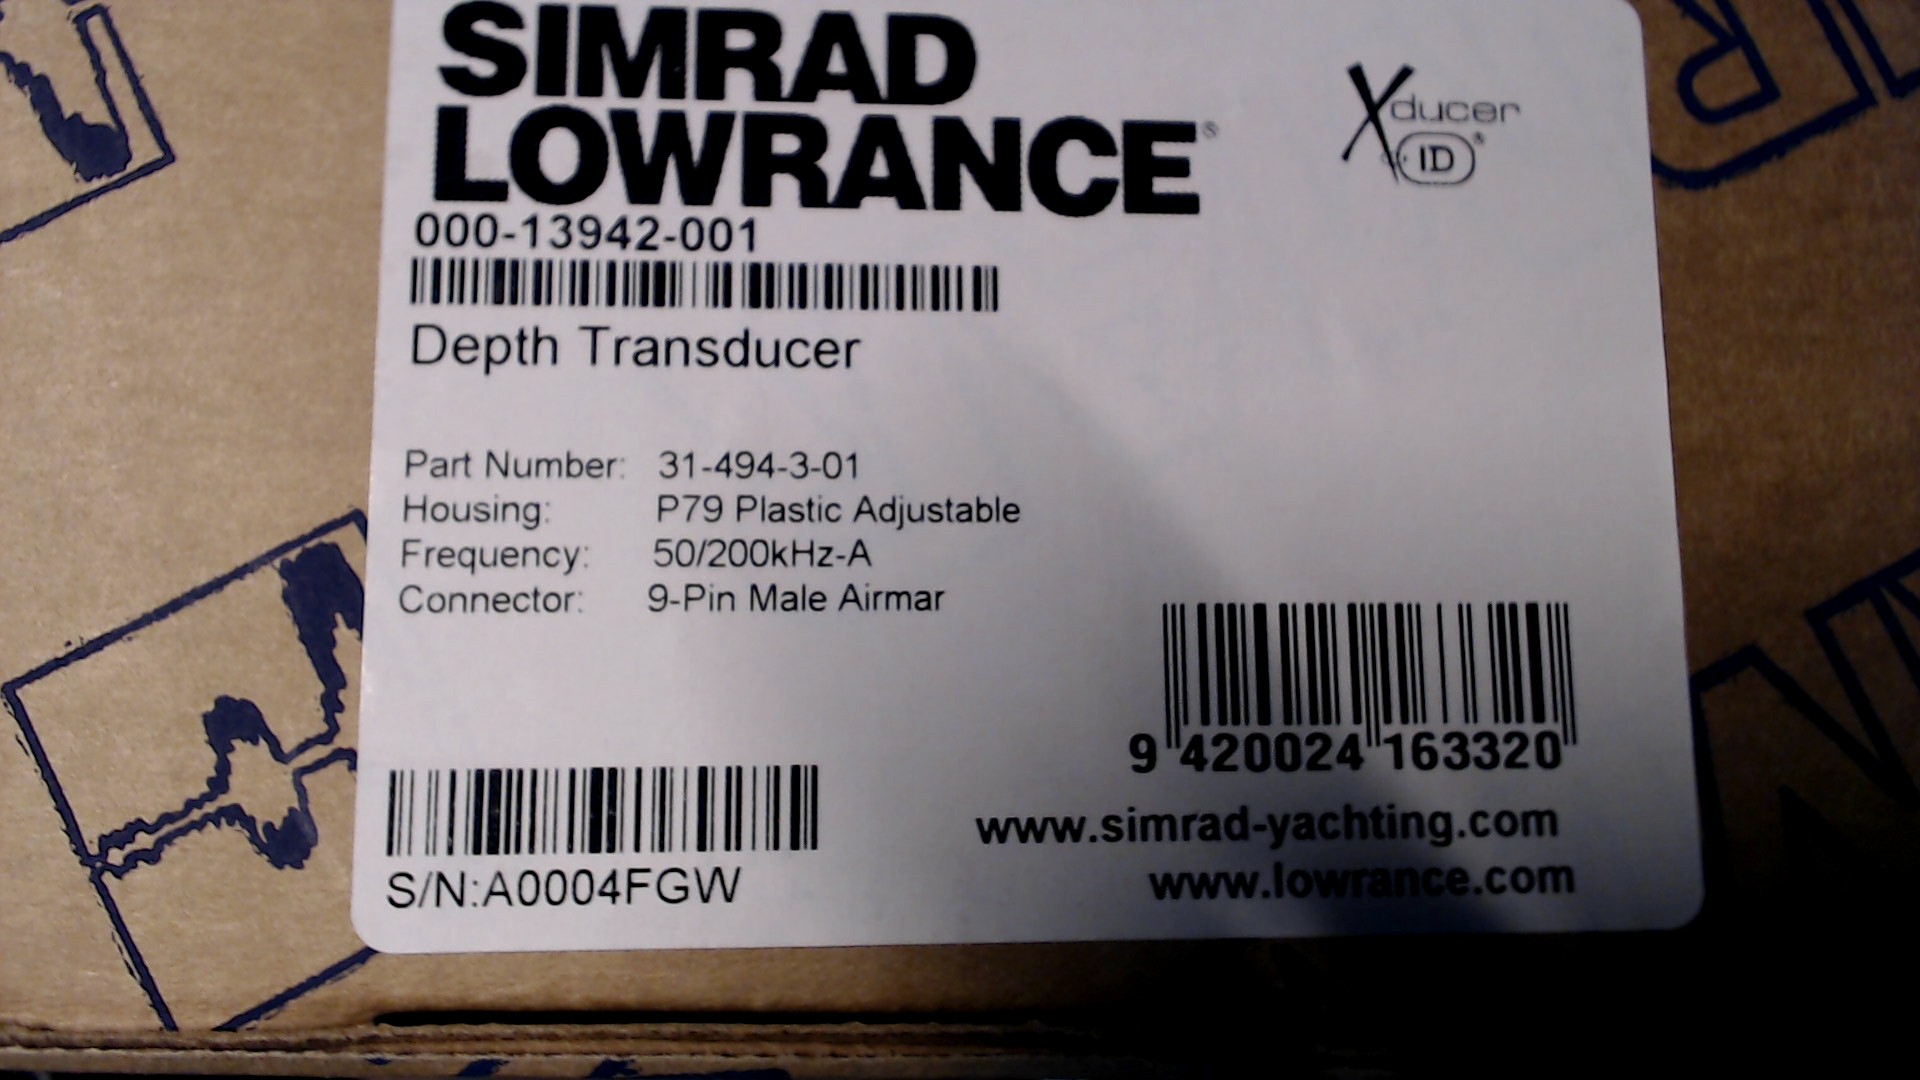 SIMRAD
LOWRANCE®
Xducer
ID®
000-13942-001
Depth Transducer
Part Number: 31-494-3-01
Housing: P79 Plastic Adjustable
Frequency: 50/200kHz-A
Connector: 9-Pin Male Airmar
9 420024 163320
www.simrad-yachting.com
www.lowrance.com
S/N:A0004FGW